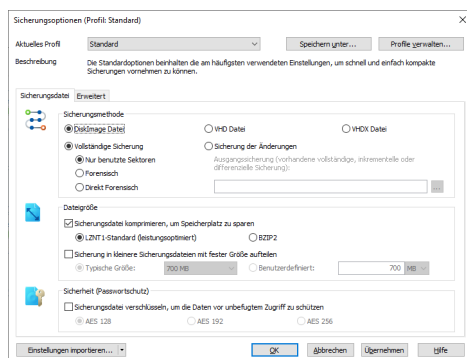 Sicherungsoptionen (Profil: Standard)
Aktuelles Profil Standard Speichern unter... Profile verwalten...
Beschreibung Die Standardoptionen beinhalten die am häufigsten verwendeten Einstellungen, um schnell und einfach kompakte
Sicherungen vornehmen zu können.
Sicherungsdatei Erweitert
Sicherungsmethode
DiskImage Datei VHD Datei VHDX Datei
Vollständige Sicherung Sicherung der Änderungen
Nur benutzte Sektoren Ausgangssicherung (vorhandene vollständige, inkrementelle oder
differenzielle Sicherung):
Forensisch
Direkt Forensisch ...
Dateigröße
Sicherungsdatei komprimieren, um Speicherplatz zu sparen
LZNT1-Standard (leistungsoptimiert) BZIP2
Sicherung in kleinere Sicherungsdateien mit fester Größe aufteilen
Typische Größe: 700 MB Benutzerdefiniert: 700 MB
Sicherheit (Passwortschutz)
Sicherungsdatei verschlüsseln, um die Daten vor unbefugtem Zugriff zu schützen
AES 128 AES 192 AES 256
Einstellungen importieren... OK Abbrechen Übernehmen Hilfe